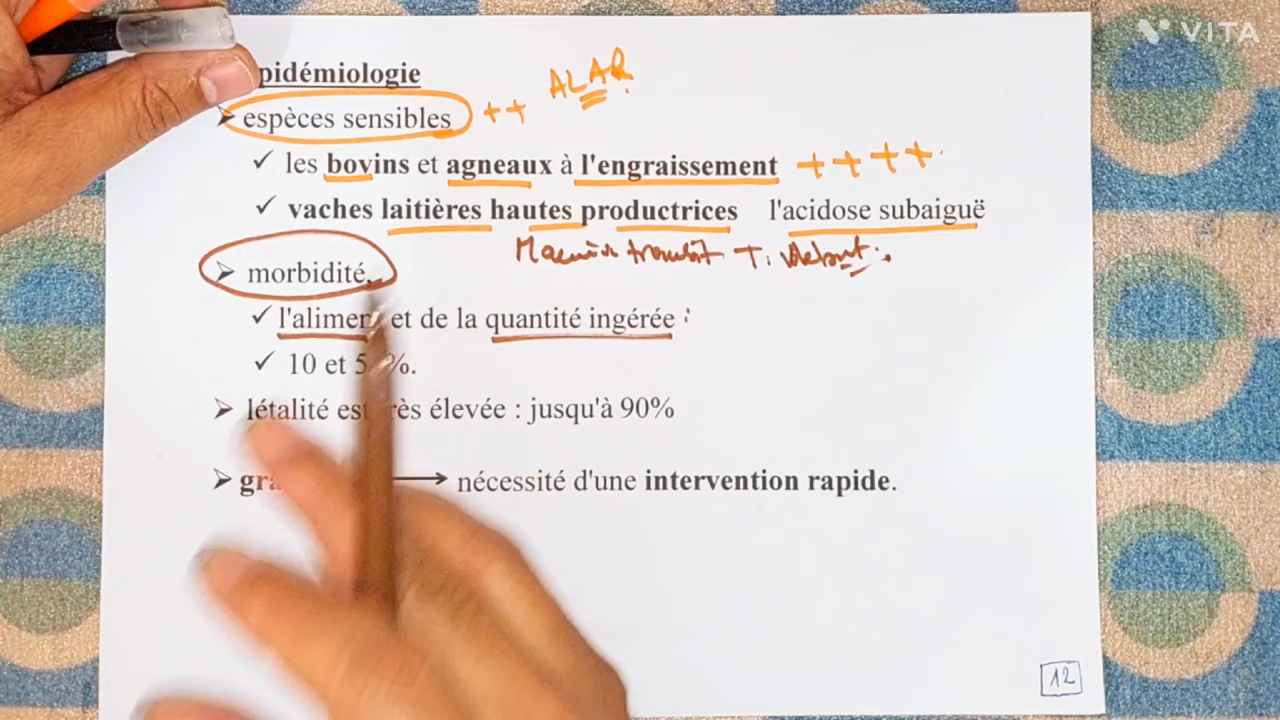 VITA
pidémiologie
ALAR
➤ espèces sensibles ++
✓ les bovins et agneaux à l'engraissement ++++
✓ vaches laitières hautes productrices l'acidose subaiguë
➤ morbidité
✓ l'alimen et de la quantité ingérée :
✓ 10 et 5 %.
➤ létalité est rès élevée : jusqu'à 90%
➤ gra → nécessité d'une intervention rapide.
12